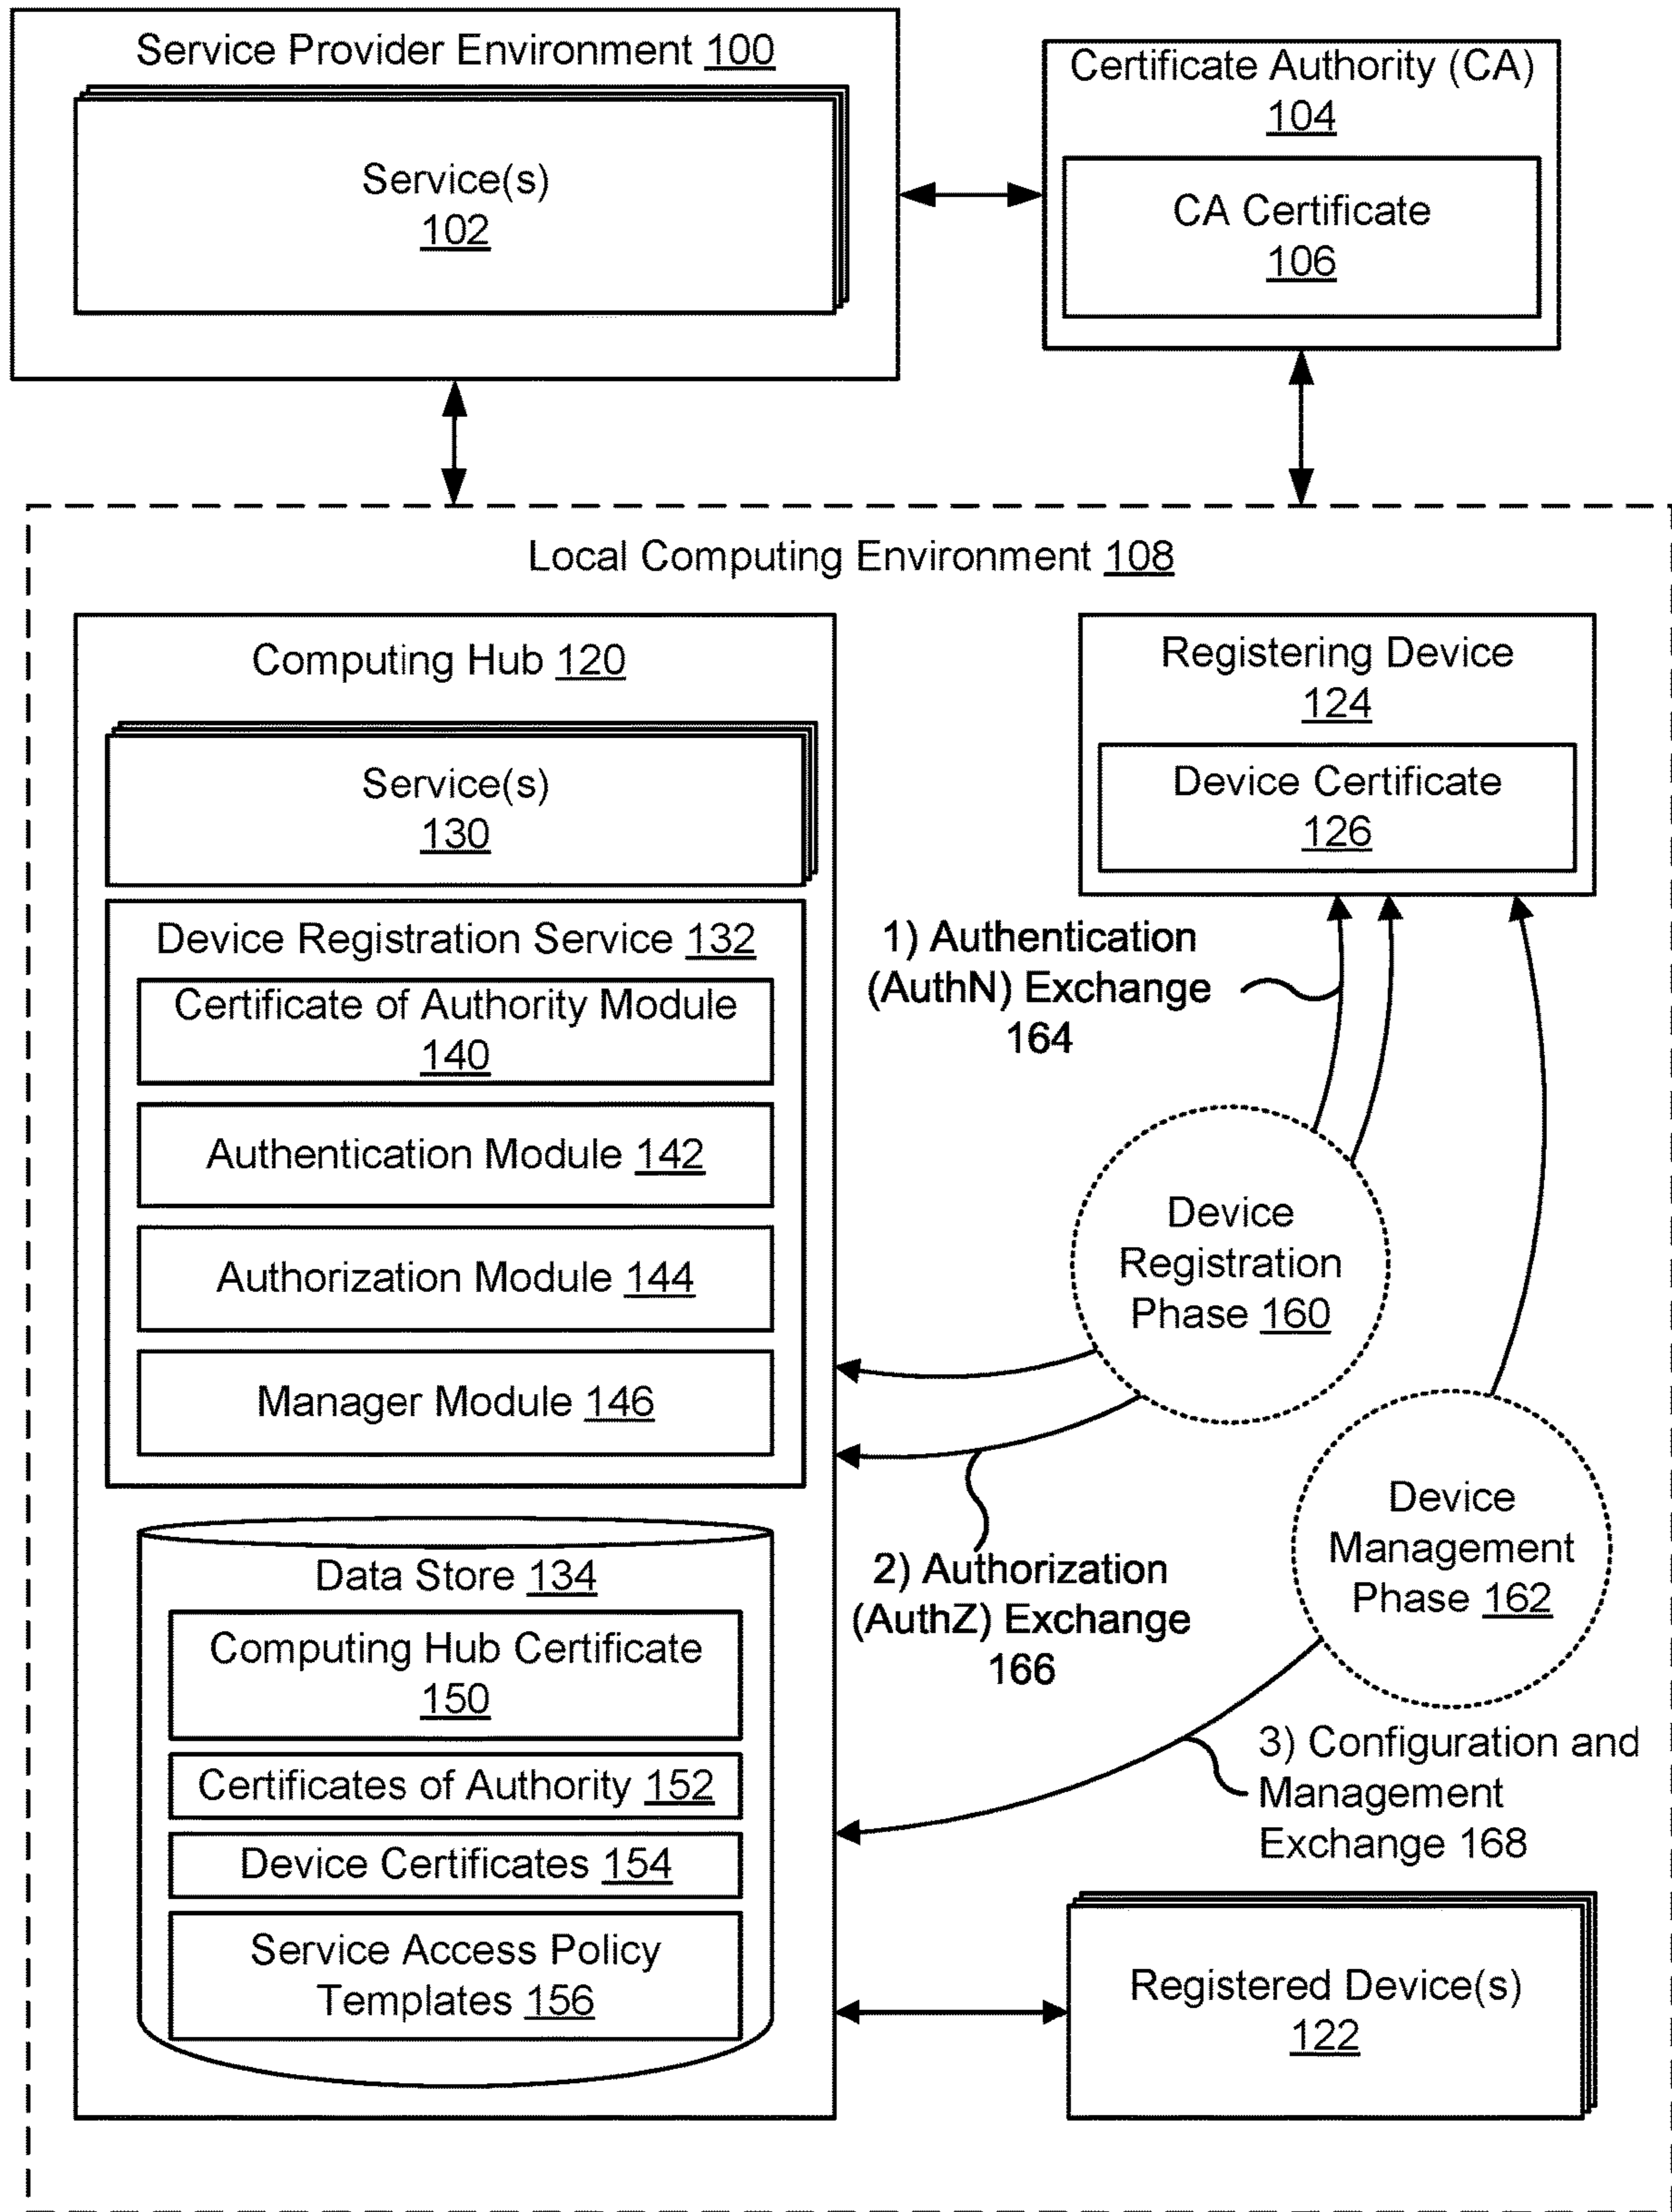 Service Provider Environment 100
Service(s)
102
Certificate Authority (CA)
104
CA Certificate
106
Local Computing Environment 108
Computing Hub 120
Service(s)
130
Device Registration Service 132
Certificate of Authority Module
140
Authentication Module 142
Authorization Module 144
Manager Module 146
Data Store 134
Computing Hub Certificate
150
Certificates of Authority 152
Device Certificates 154
Service Access Policy
Templates 156
Registering Device
124
Device Certificate
126
1) Authentication
(AuthN) Exchange
164
Device
Registration
Phase 160
2) Authorization
(AuthZ) Exchange
166
Device
Management
Phase 162
3) Configuration and
Management
Exchange 168
Registered Device(s)
122